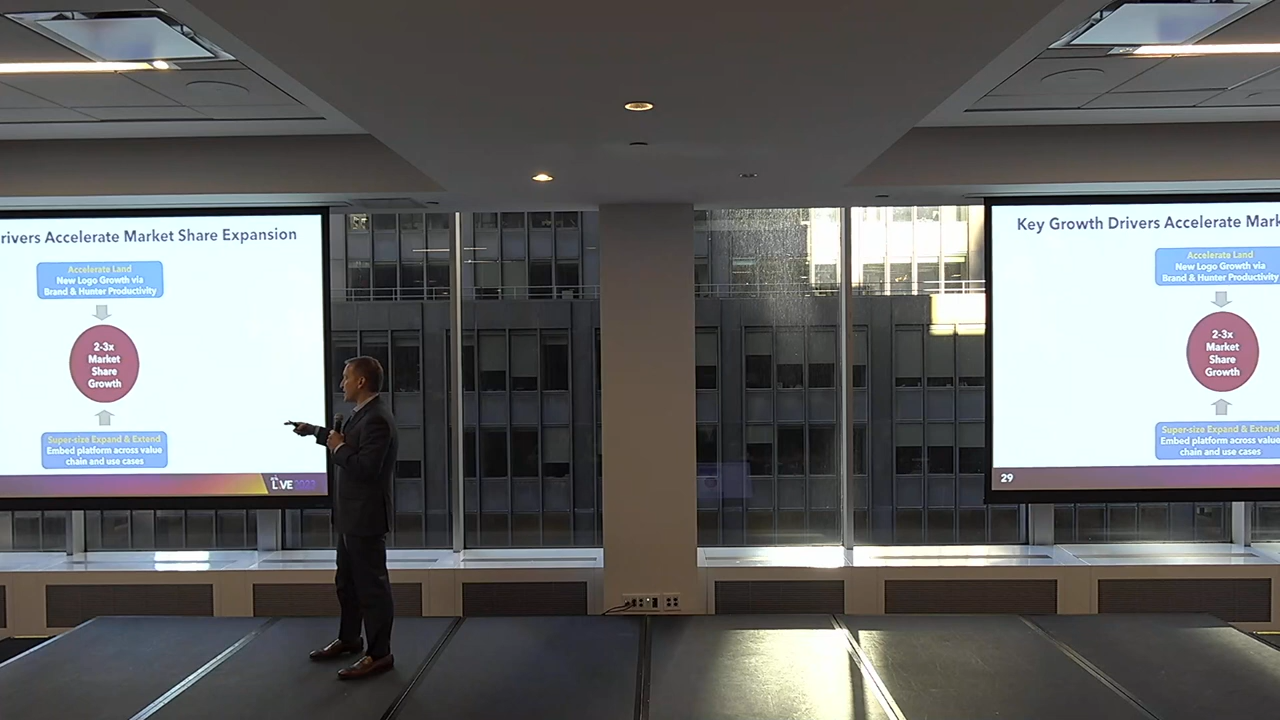 rivers Accelerate Market Share Expansion
Accelerate Land
New Logo Growth via
Brand & Hunter Productivity
2-3x
Market
Share
Growth
Super-size Expand & Extend
Embed platform across value
chain and use cases
LIVE2022
Key Growth Drivers Accelerate Mark
Accelerate Land
New Logo Growth via
Brand & Hunter Productivity
2-3x
Market
Share
Growth
Super-size Expand & Extend
Embed platform across value
chain and use cases
29